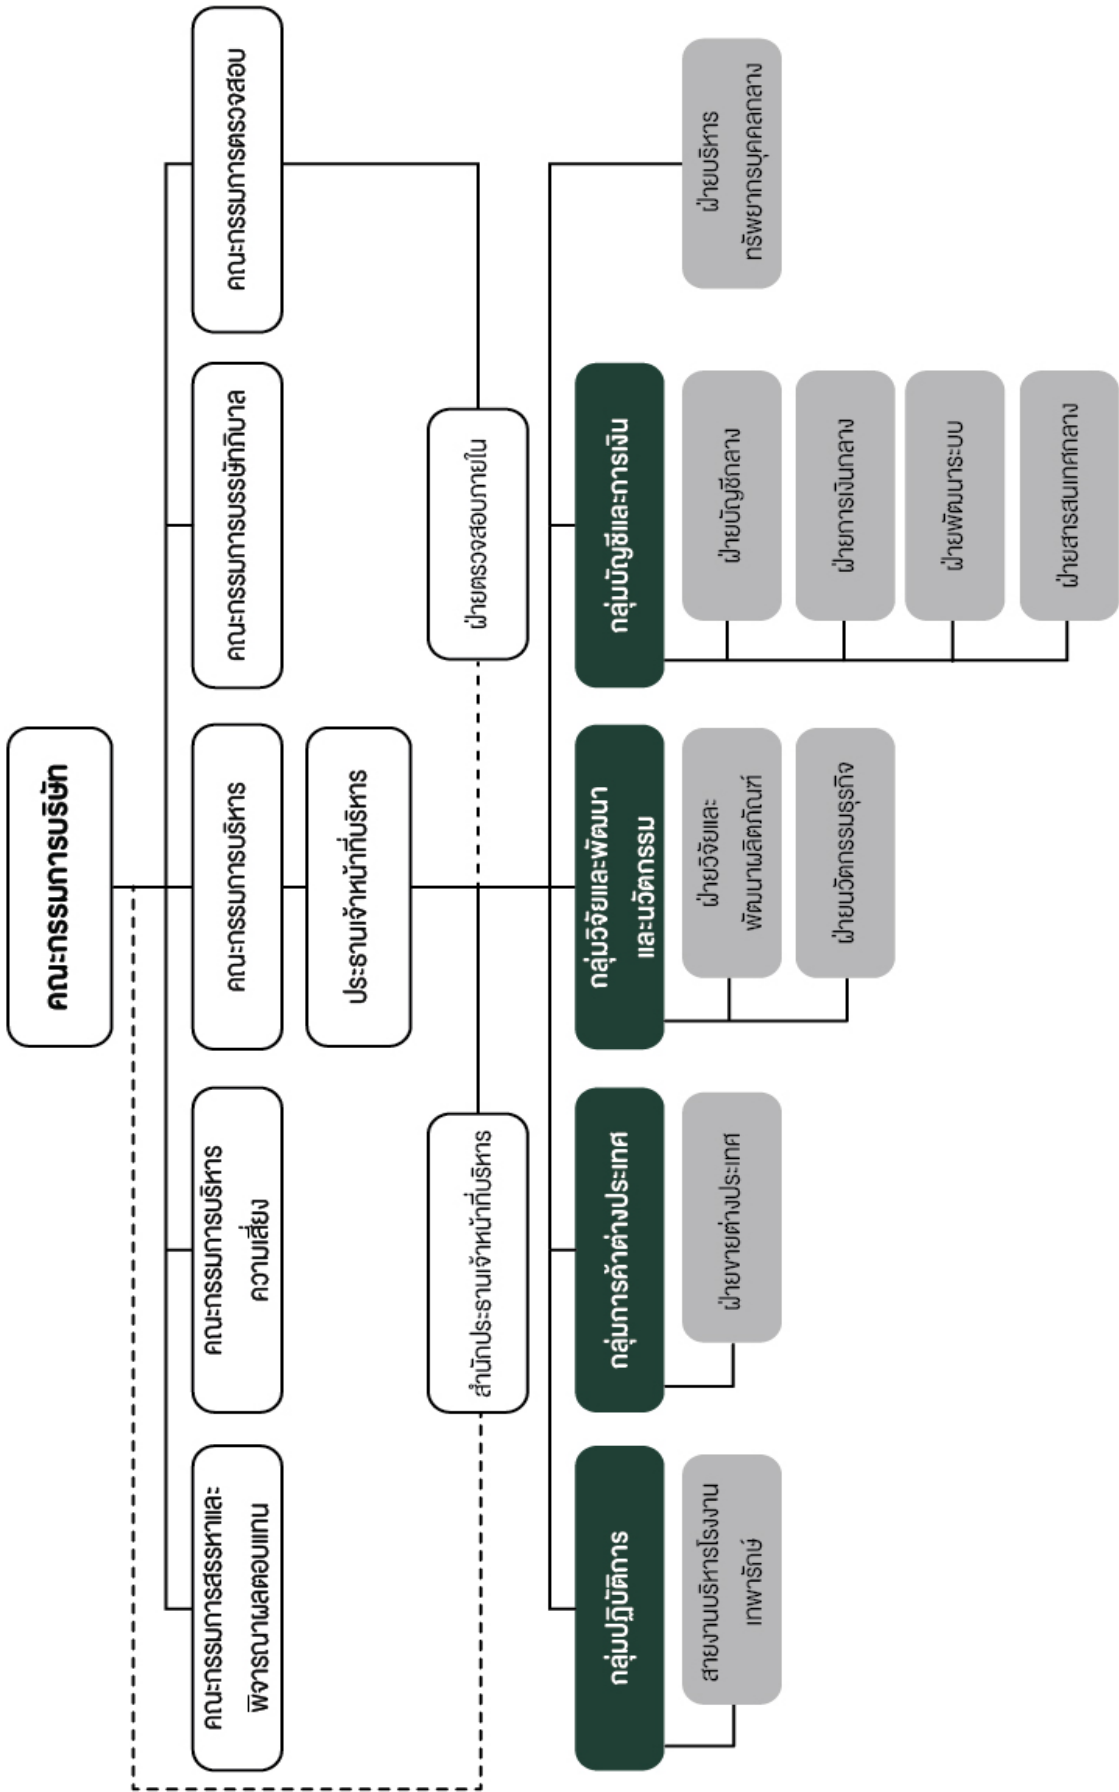 คณะกรรมการบริษัท
คณะกรรมการสรรหาและ
พิจารณาผลตอบแทน
คณะกรรมการบริหาร
ความเสี่ยง
คณะกรรมการบริหาร
คณะกรรมการบรรษัทภิบาล
คณะกรรมการตรวจสอบ
ประธานเจ้าหน้าที่บริหาร
สำนักประธานเจ้าหน้าที่บริหาร
ฝ่ายตรวจสอบภายใน
กลุ่มปฏิบัติการ
กลุ่มการค้าต่างประเทศ
กลุ่มวิจัยและพัฒนา
และนวัตกรรม
กลุ่มบัญชีและการเงิน
สายงานบริหารโรงงาน
เทพารักษ์
ฝ่ายขายต่างประเทศ
ฝ่ายวิจัยและ
พัฒนาผลิตภัณฑ์
ฝ่ายนวัตกรรมธุรกิจ
ฝ่ายบัญชีกลาง
ฝ่ายการเงินกลาง
ฝ่ายพัฒนาระบบ
ฝ่ายสารสนเทศกลาง
ฝ่ายบริหาร
ทรัพยากรบุคคลกลาง